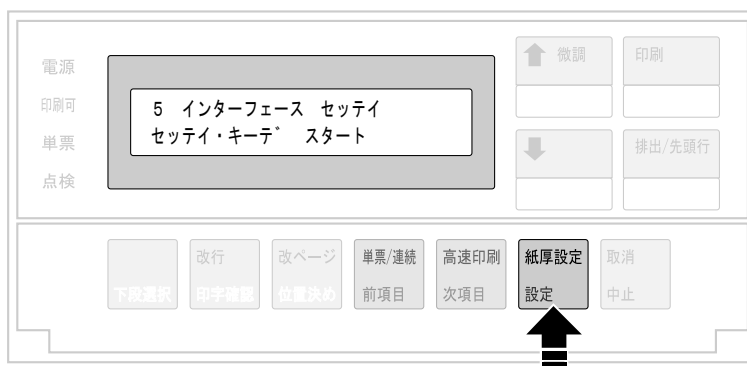 電源
印刷可
単票
点検
5 インターフェース セッテイ
セッテイ・キーデ゛ スタート
微調
印刷
排出/先頭行
下段選択
改行
印字確認
改ページ
位置決め
単票/連続
前項目
高速印刷
次項目
紙厚設定
設定
取消
中止